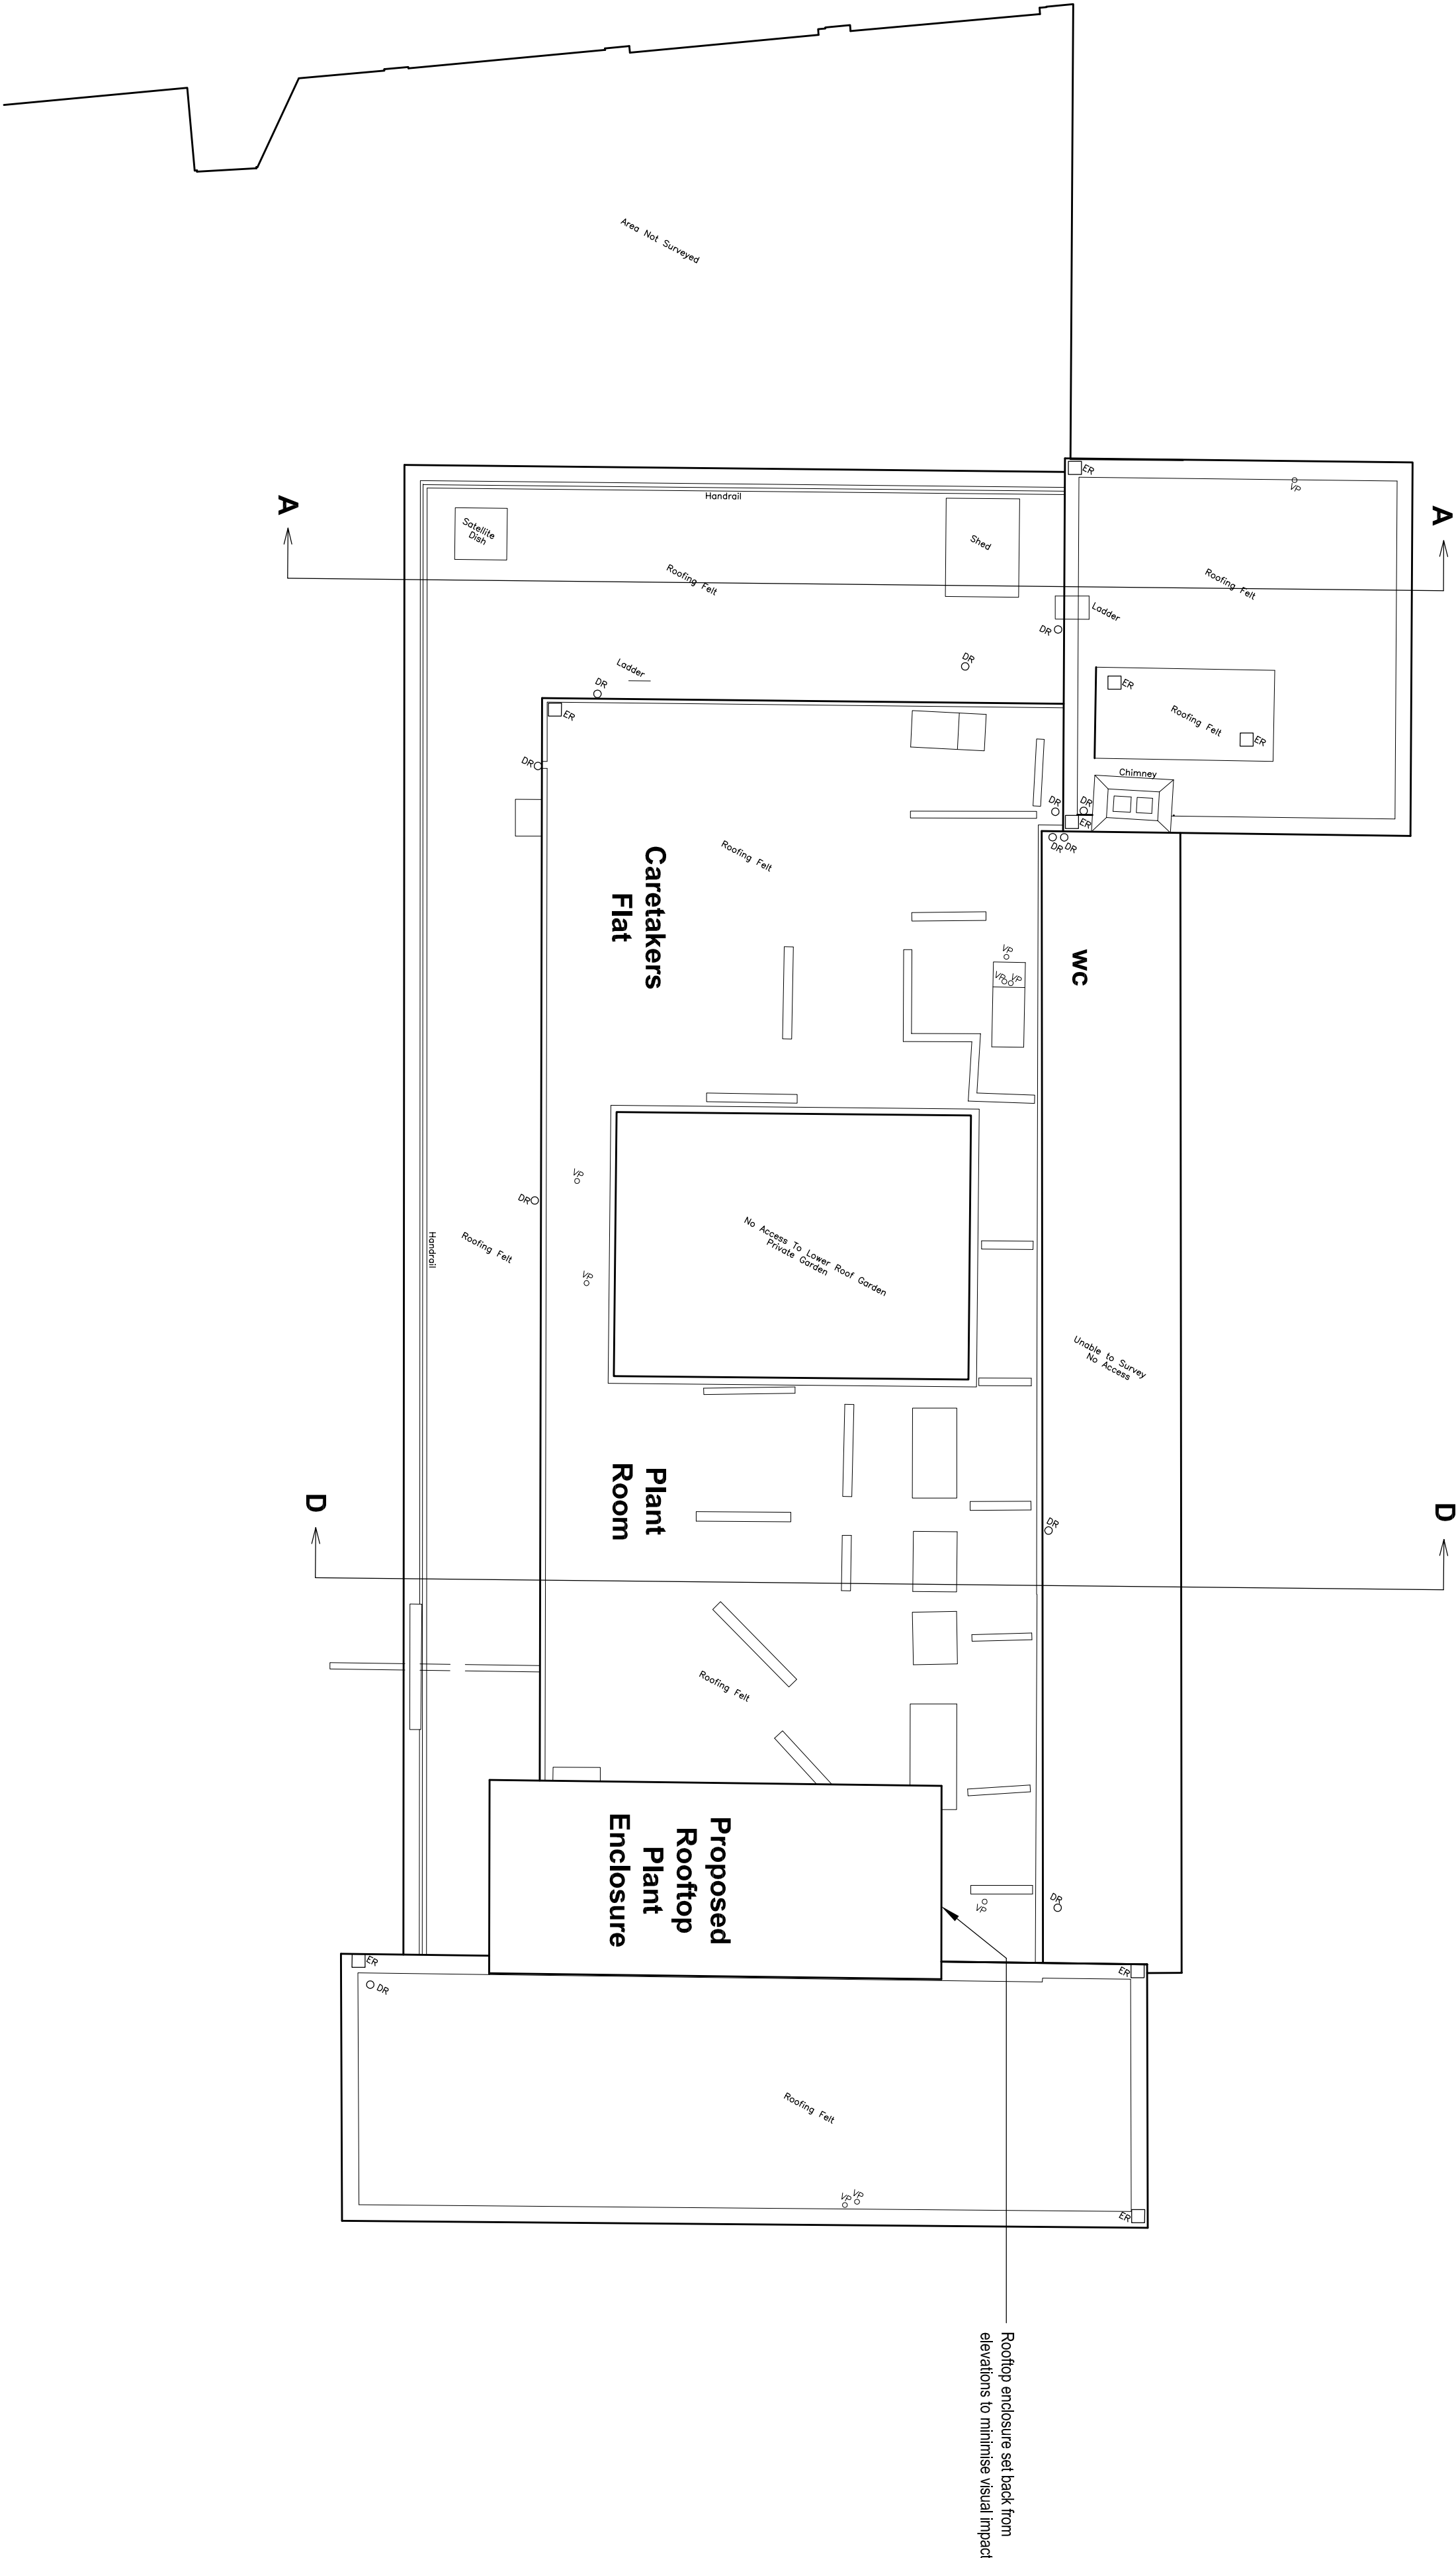 Area Not Surveyed
ER
VP
Handrail
A
A
Satellite
Dish
Shed
Roofing Felt
Roofing Felt
Ladder
DR
DR
Ladder
DR
ER
ER
Roofing Felt
ER
DR
Chimney
DR
DR
ER
DR
DR
Caretakers
Flat
Roofing Felt
wc
VP
VP
VP
VP
DR
No Access To Lower Roof Garden
Private Garden
Handrail
Roofing Felt
VP
Unable to Survey
No Access
Plant
Room
D
D
DR
Roofing Felt
Proposed
Rooftop
Plant
Enclosure
VP
DR
ER
DR
ER
Roofing Felt
VP
VP
ER
Rooftop enclosure set back from
elevations to minimise visual impact